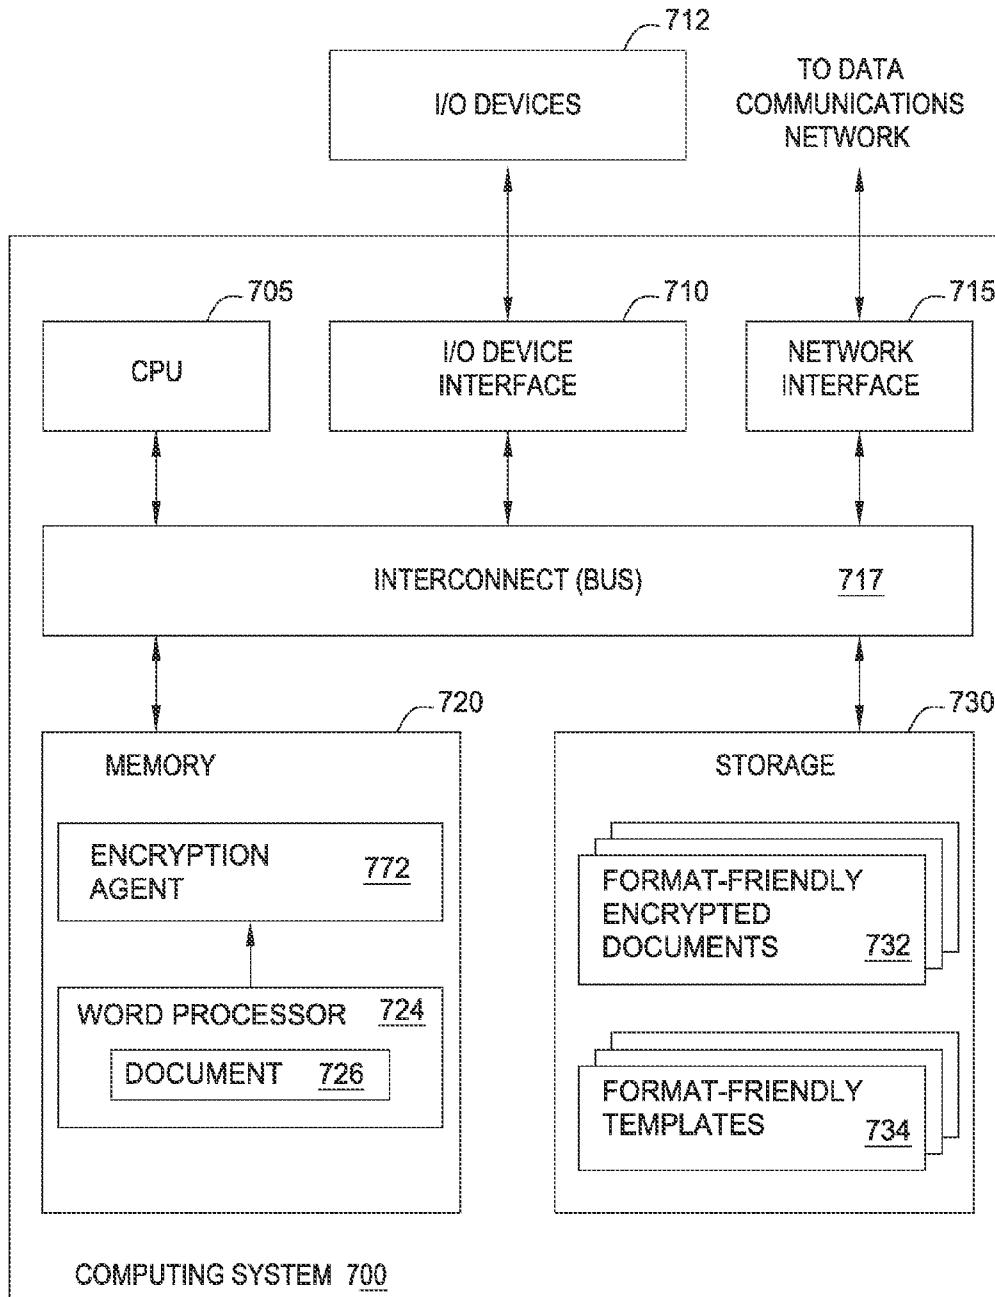 712
I/O DEVICES
TO DATA
COMMUNICATIONS
NETWORK
705
CPU
710
I/O DEVICE
INTERFACE
715
NETWORK
INTERFACE
INTERCONNECT (BUS) 717
720
MEMORY
ENCRYPTION
AGENT 772
WORD PROCESSOR 724
DOCUMENT 726
730
STORAGE
FORMAT-FRIENDLY
ENCRYPTED
DOCUMENTS 732
FORMAT-FRIENDLY
TEMPLATES 734
COMPUTING SYSTEM 700